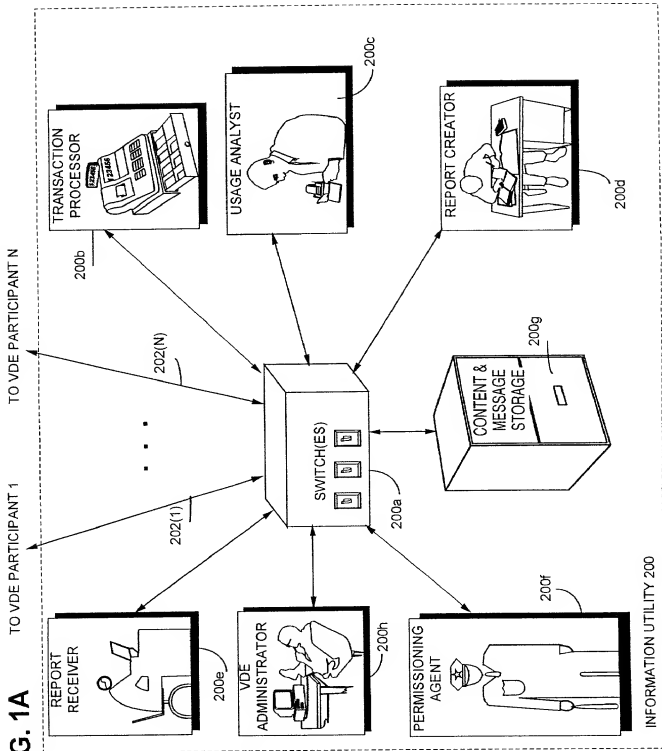 G. 1A
TO VDE PARTICIPANT 1
TO VDE PARTICIPANT N
202(1)
. . .
202(N)
REPORT
RECEIVER
200e
TRANSACTION
PROCESSOR
200b
VDE
ADMINISTRATOR
200h
SWITCH(ES)
200a
USAGE ANALYST
200c
PERMISSIONING
AGENT
200f
CONTENT &
MESSAGE
STORAGE
200g
REPORT CREATOR
200d
INFORMATION UTILITY 200